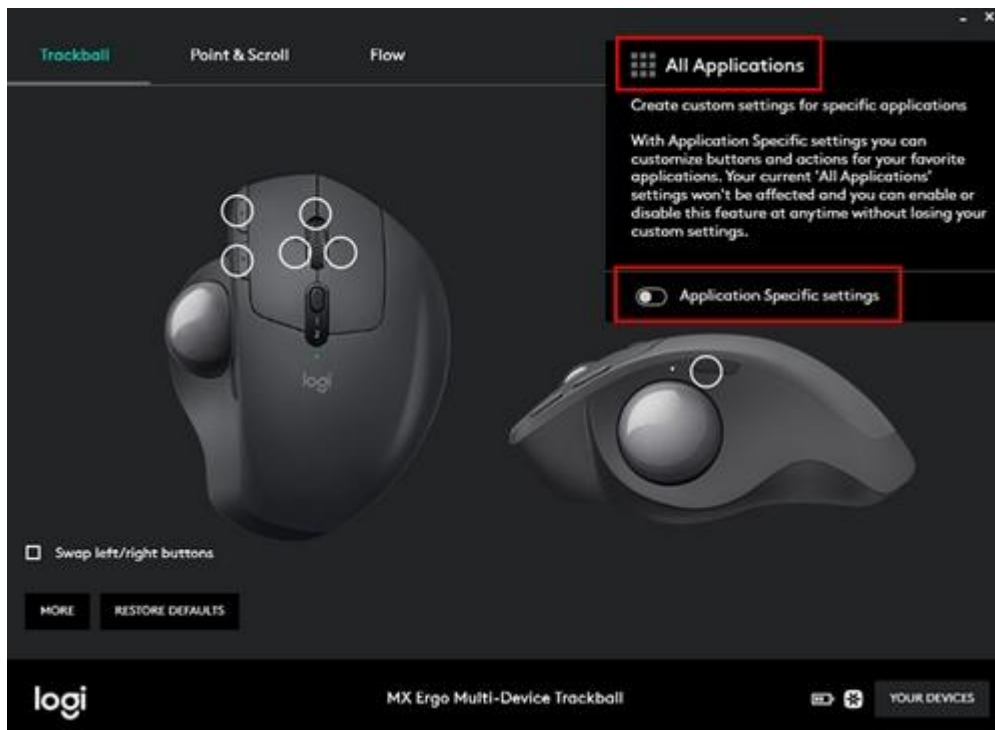 Trackball
Point & Scroll
Flow
All Applications
Create custom settings for specific applications
With Application Specific settings you can
customize buttons and actions for your favorite
applications. Your current 'All Applications'
settings won't be affected and you can enable or
disable this feature at anytime without losing your
custom settings.
Application Specific settings
logi
Swap left/right buttons
MORE
RESTORE DEFAULTS
logi
MX Ergo Multi-Device Trackball
YOUR DEVICES